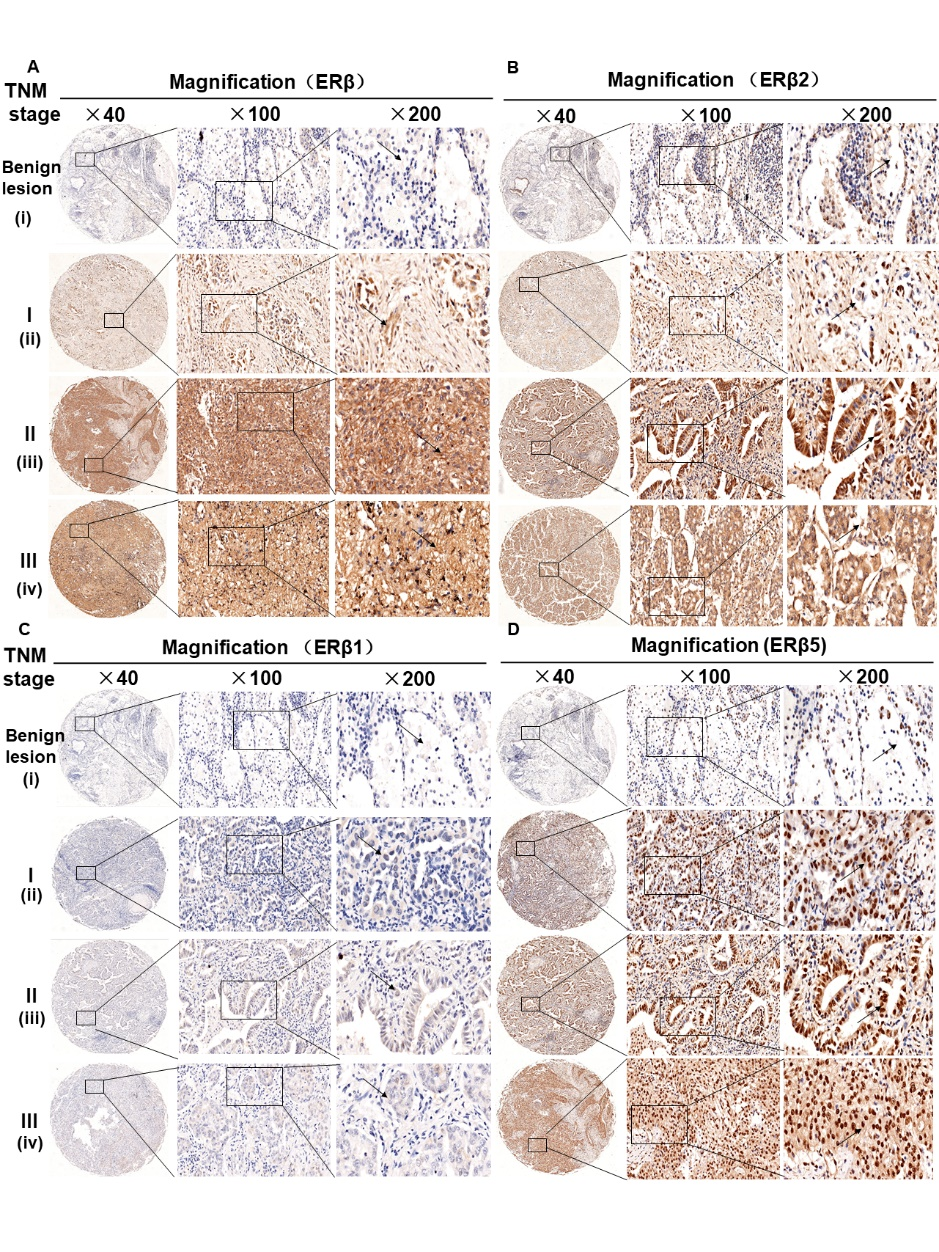 A
TNM
stage
Magnification（ERβ）
×40
×100
×200
Benign
lesion
(i)
I
(ii)
II
(iii)
III
(iv)
B
Magnification （ERβ2）
×40
×100
×200
C
TNM
stage
Magnification （ERβ1）
×40
×100
×200
Benign
lesion
(i)
I
(ii)
II
(iii)
III
(iv)
D
Magnification (ERβ5)
×40
×100
×200